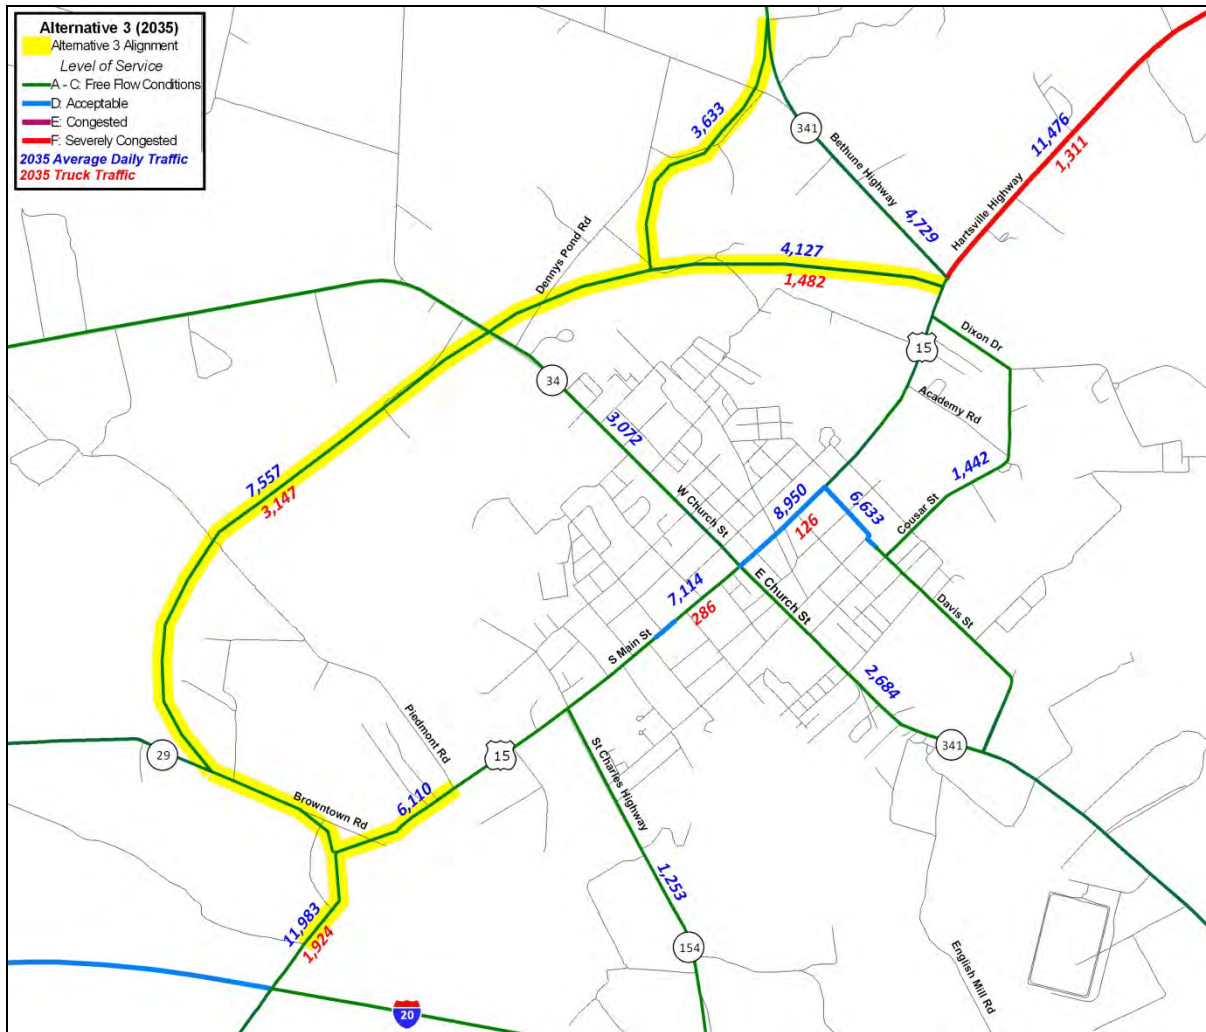 Alternative 3 (2035)
Alternative 3 Alignment
Level of Service
A - C: Free Flow Conditions
D: Acceptable
E: Congested
F: Severely Congested
2035 Average Daily Traffic
2035 Truck Traffic
3,633
341
Bethune Highway
11,476
1,311
Hartsville Highway
4,729
Dennys Pond Rd
4,127
1,482
Dixon Dr
15
34
Academy Rd
3,072
1,442
7,557
3,147
W Church St
8,950
126
6,633
Cousar St
7,114
286
E Church St
Davis St
S Main St
2,684
Piedmont Rd
15
341
29
St Charles Highway
6,110
Browntown Rd
1,253
11,983
1,924
154
English Mill Rd
20